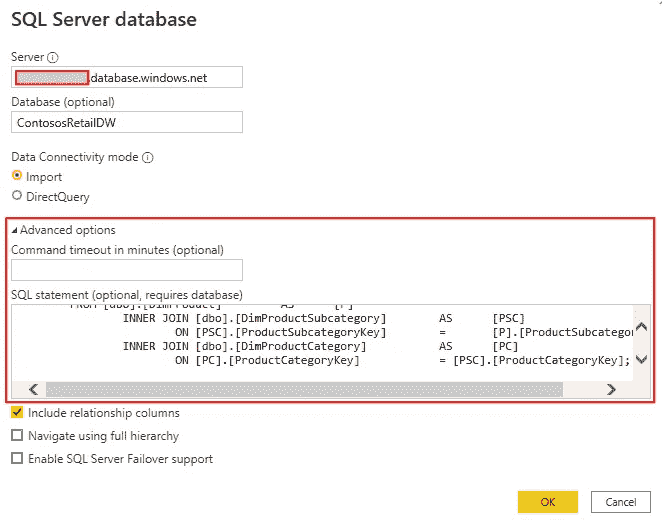 SQL Server database
Server
.database.windows.net
Database (optional)
ContososRetailDW
Data Connectivity mode
Import
DirectQuery
Advanced options
Command timeout in minutes (optional)
SQL statement (optional, requires database)
FROM [dbo].[DimProduct] AS [P]
INNER JOIN [dbo].[DimProductSubcategory] AS [PSC]
ON [PSC].[ProductSubcategoryKey] = [P].[ProductSubcatego
INNER JOIN [dbo].[DimProductCategory] AS [PC]
ON [PC].[ProductCategoryKey] = [PSC].[ProductCategoryKey];
Include relationship columns
Navigate using full hierarchy
Enable SQL Server Failover support
OK Cancel